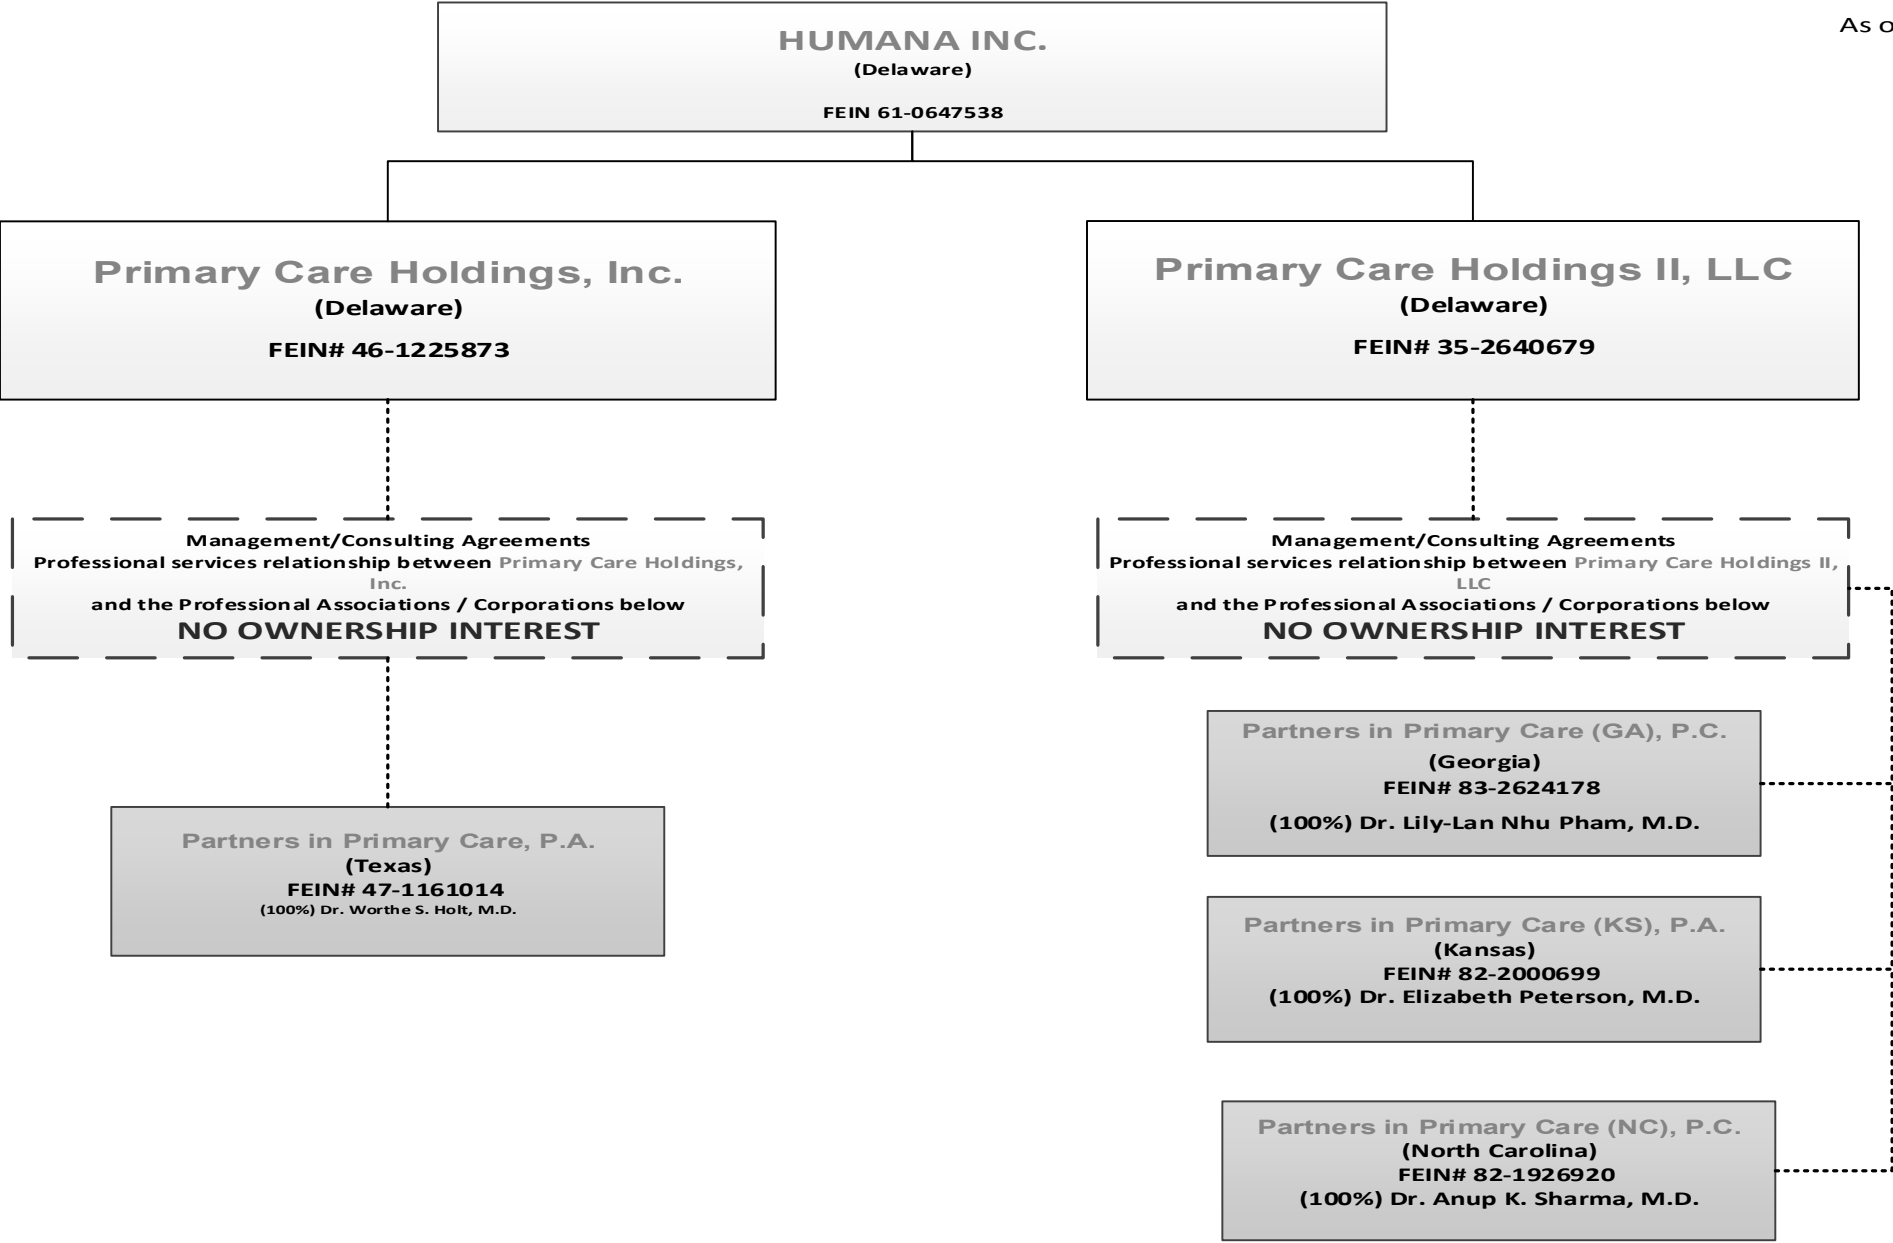 As o
HUMANA INC.
(Delaware)
FEIN 61-0647538
Primary Care Holdings, Inc.
(Delaware)
FEIN# 46-1225873
Primary Care Holdings II, LLC
(Delaware)
FEIN# 35-2640679
Management/Consulting Agreements
Professional services relationship between Primary Care Holdings,
Inc.
and the Professional Associations / Corporations below
NO OWNERSHIP INTEREST
Management/Consulting Agreements
Professional services relationship between Primary Care Holdings II,
LLC
and the Professional Associations / Corporations below
NO OWNERSHIP INTEREST
Partners in Primary Care, P.A.
(Texas)
FEIN# 47-1161014
(100%) Dr. Worthe S. Holt, M.D.
Partners in Primary Care (GA), P.C.
(Georgia)
FEIN# 83-2624178
(100%) Dr. Lily-Lan Nhu Pham, M.D.
Partners in Primary Care (KS), P.A.
(Kansas)
FEIN# 82-2000699
(100%) Dr. Elizabeth Peterson, M.D.
Partners in Primary Care (NC), P.C.
(North Carolina)
FEIN# 82-1926920
(100%) Dr. Anup K. Sharma, M.D.